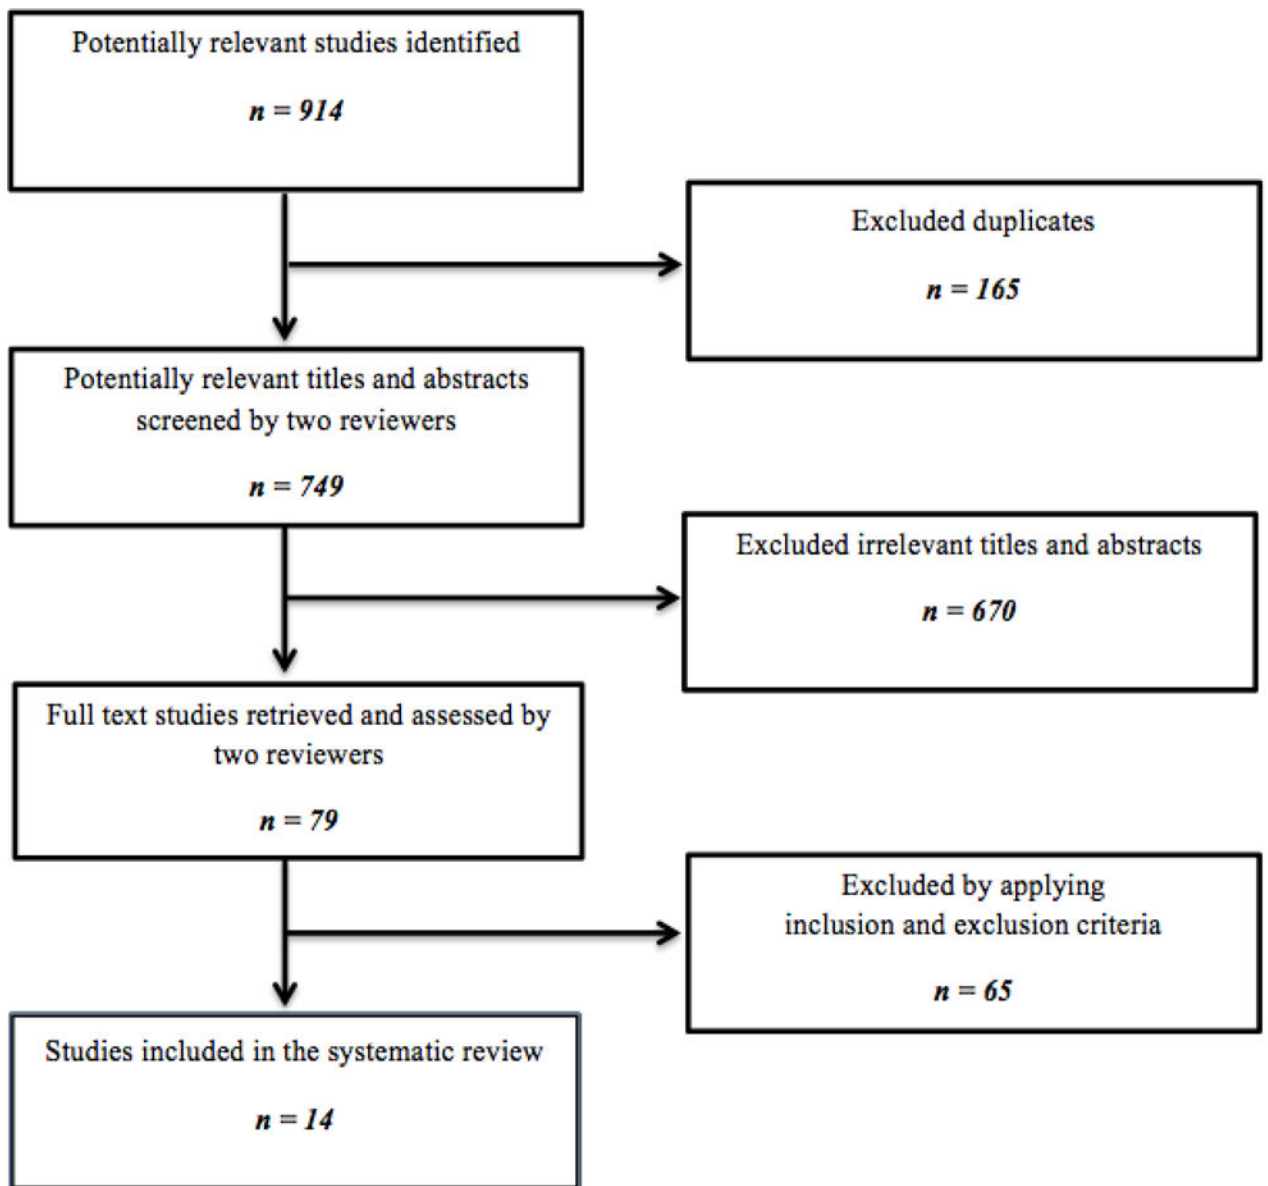 Potentially relevant studies identified
n = 914
Excluded duplicates
n = 165
Potentially relevant titles and abstracts
screened by two reviewers
n = 749
Excluded irrelevant titles and abstracts
n = 670
Full text studies retrieved and assessed by
two reviewers
n = 79
Excluded by applying
inclusion and exclusion criteria
n = 65
Studies included in the systematic review
n = 14